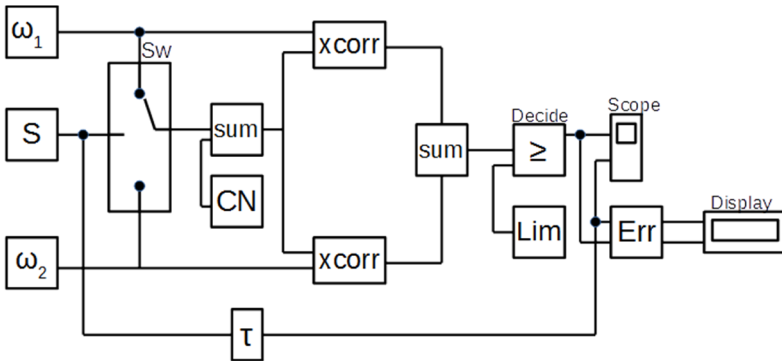 ω1
Sw
xcorr
Decide
Scope
S
sum
sum
≥
CN
Lim
Display
ω2
xcorr
Err
τ